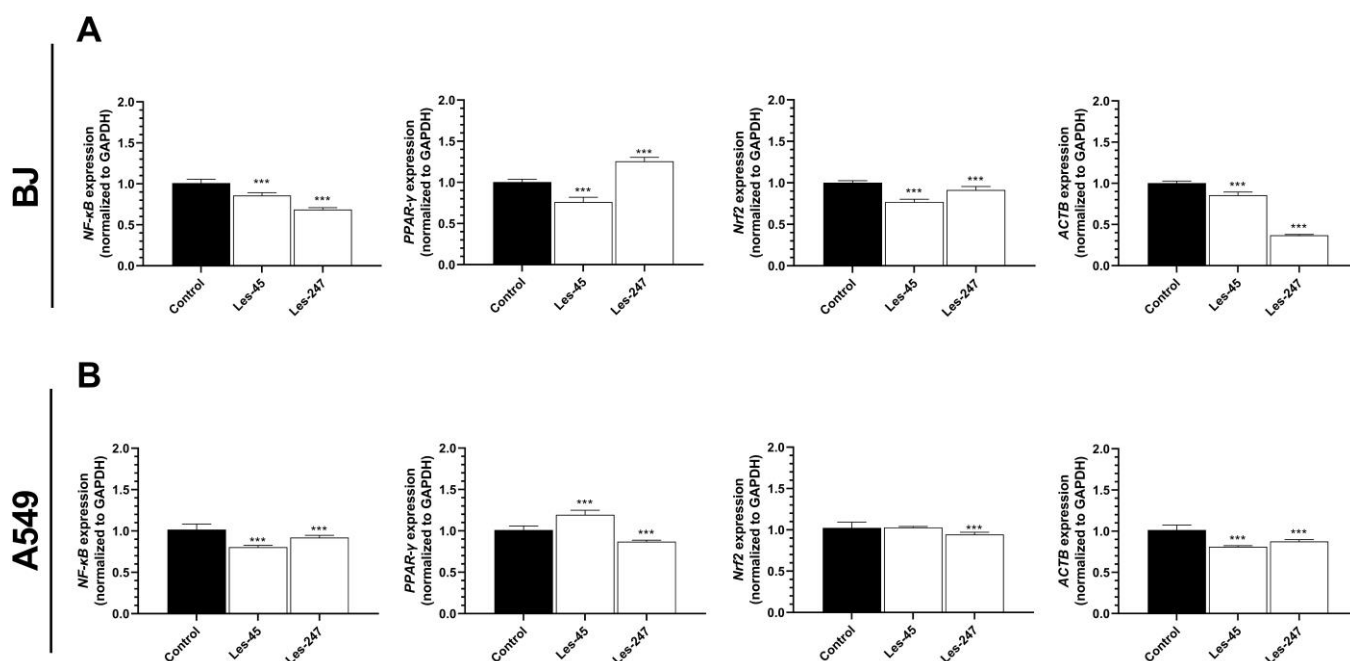 A
BJ
NF-κB expression
(normalized to GAPDH)
2.0
1.5
1.0
0.5
0.0
***
***
Control
Les-45
Les-247
PPAR-γ expression
(normalized to GAPDH)
2.0
1.5
1.0
0.5
0.0
***
***
Control
Les-45
Les-247
Nrf2 expression
(normalized to GAPDH)
2.0
1.5
1.0
0.5
0.0
***
***
Control
Les-45
Les-247
ACTB expression
(normalized to GAPDH)
2.0
1.5
1.0
0.5
0.0
***
***
Control
Les-45
Les-247
B
A549
NF-κB expression
(normalized to GAPDH)
2.0
1.5
1.0
0.5
0.0
***
***
Control
Les-45
Les-247
PPAR-γ expression
(normalized to GAPDH)
2.0
1.5
1.0
0.5
0.0
***
***
Control
Les-45
Les-247
Nrf2 expression
(normalized to GAPDH)
2.0
1.5
1.0
0.5
0.0
***
Control
Les-45
Les-247
ACTB expression
(normalized to GAPDH)
2.0
1.5
1.0
0.5
0.0
***
***
Control
Les-45
Les-247